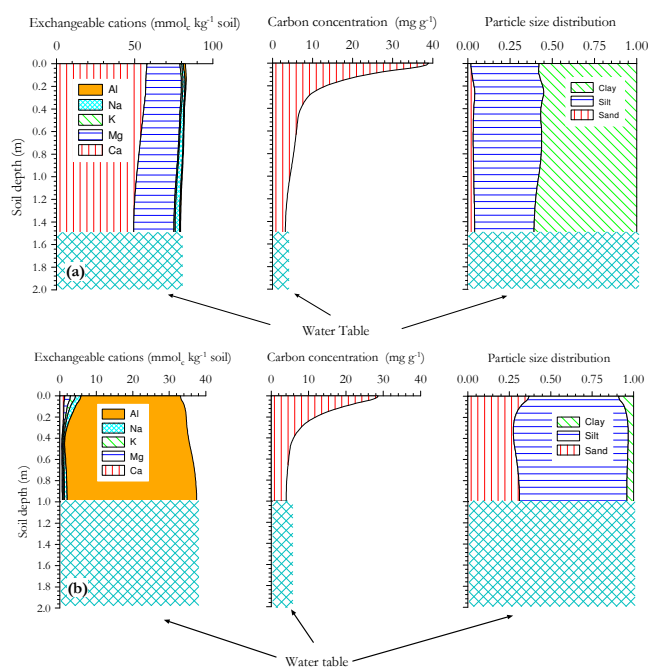 Exchangeable cations (mmolc kg-1 soil)
Carbon concentration (mg g-1)
Particle size distribution
0 50 100
0 10 20 30 40
0.00 0.25 0.50 0.75 1.00
Soil depth (m)
0.0
0.2
0.4
0.6
0.8
1.0
1.2
1.4
1.6
1.8
2.0
Al
Na
K
Mg
Ca
Clay
Silt
Sand
(a)
Water Table
Exchangeable cations (mmolc kg-1 soil)
Carbon concentration (mg g-1)
Particle size distribution
0 10 20 30 40
0 10 20 30 40
0.00 0.25 0.50 0.75 1.00
Soil depth (m)
0.0
0.2
0.4
0.6
0.8
1.0
1.2
1.4
1.6
1.8
2.0
Al
Na
K
Mg
Ca
Clay
Silt
Sand
(b)
Water table